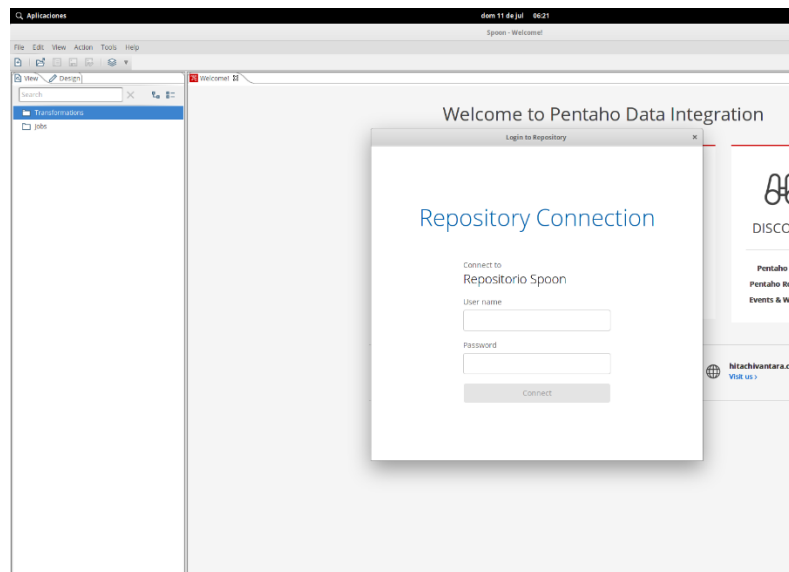 Aplicaciones
dom 11 de jul 06:21
Spoon - Welcome!
File Edit View Action Tools Help
View Design
Welcome!
Search
Transformations
Jobs
Welcome to Pentaho Data Integration
Login to Repository
Repository Connection
Connect to
Repositorio Spoon
User name
Password
Connect
DISCO
Pentaho
Pentaho Re
Events & W
hitachivantara.c
Visit us >